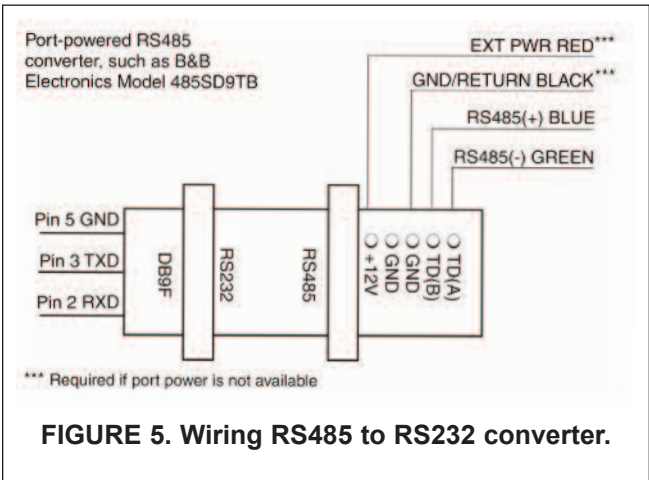 Port-powered RS485
converter, such as B&B
Electronics Model 485SD9TB
EXT PWR RED***
GND/RETURN BLACK***
RS485(+) BLUE
RS485(-) GREEN
Pin 5 GND
Pin 3 TXD
Pin 2 RXD
DB9F
RS232
RS485
+12V
GND
GND
TD(B)
TD(A)
*** Required if port power is not available
FIGURE 5. Wiring RS485 to RS232 converter.